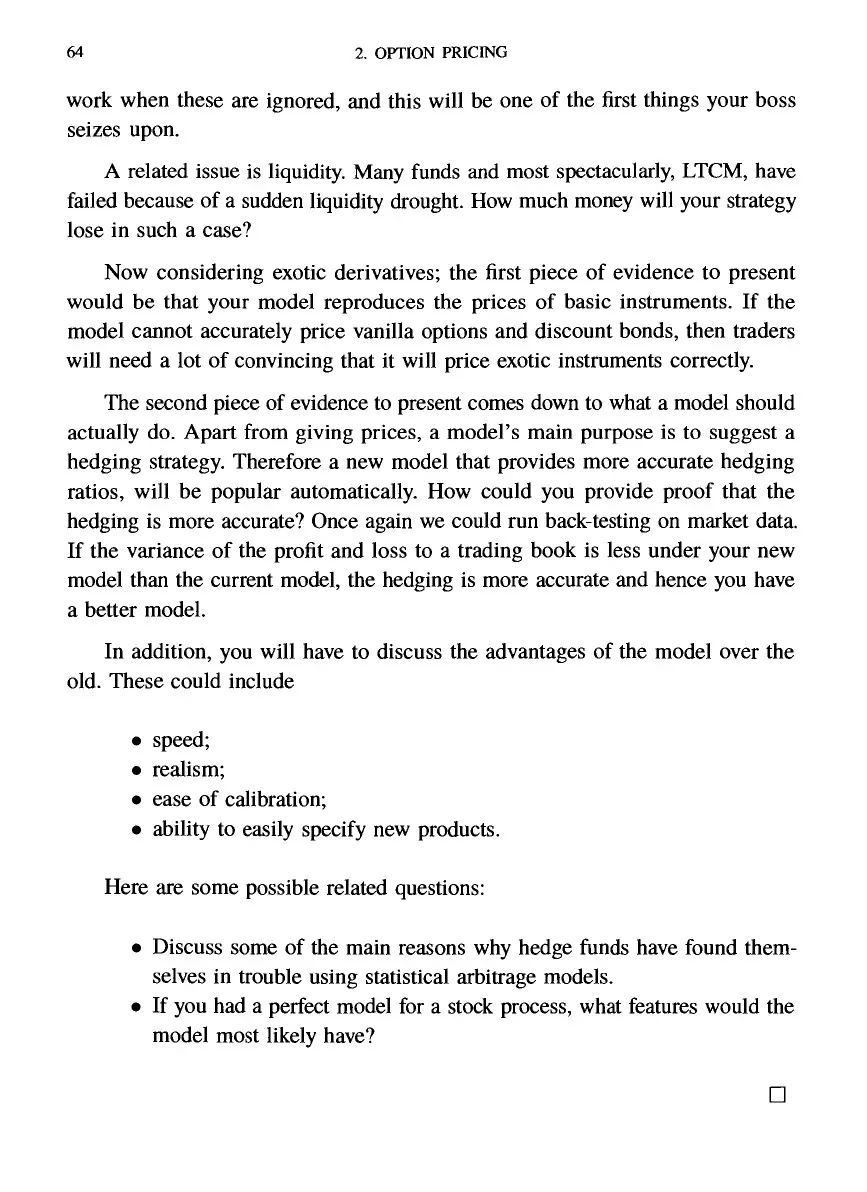 64
2. OPTION PRICING
work when these are ignored, and this will be one of the first things your boss
seizes upon.
A related issue is liquidity. Many funds and most spectacularly, LTCM, have
failed because of a sudden liquidity drought. How much money will your strategy
lose in such a case?
Now considering exotic derivatives; the first piece of evidence to present
would be that your model reproduces the prices of basic instruments. If the
model cannot accurately price vanilla options and discount bonds, then traders
will need a lot of convincing that it will price exotic instruments correctly.
The second piece of evidence to present comes down to what a model should
actually do. Apart from giving prices, a model's main purpose is to suggest a
hedging strategy. Therefore a new model that provides more accurate hedging
ratios, will be popular automatically. How could you provide proof that the
hedging is more accurate? Once again we could run back-testing on market data.
If the variance of the profit and loss to a trading book is less under your new
model than the current model, the hedging is more accurate and hence you have
a better model.
In addition, you will have to discuss the advantages of the model over the
old. These could include
• speed;
• realism;
• ease of calibration;
• ability to easily specify new products.
Here are some possible related questions:
• Discuss some of the main reasons why hedge funds have found them-
selves in trouble using statistical arbitrage models.
• If you had a perfect model for a stock process, what features would the
model most likely have?
□